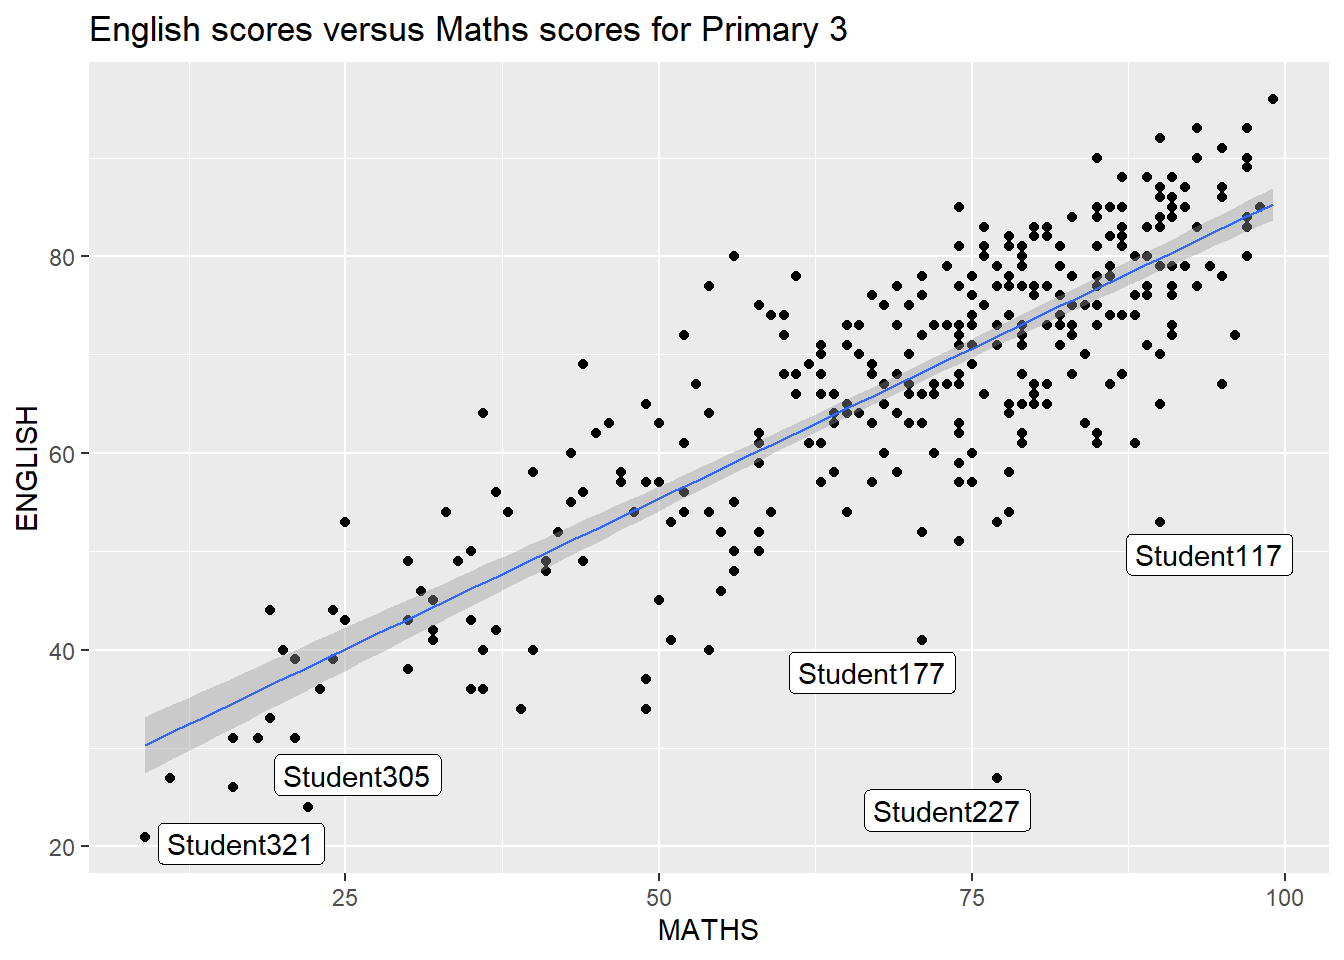 English scores versus Maths scores for Primary 3
ENGLISH
80
60
40
20
Student117
Student177
Student305
Student227
Student321
25 50 75 100
MATHS